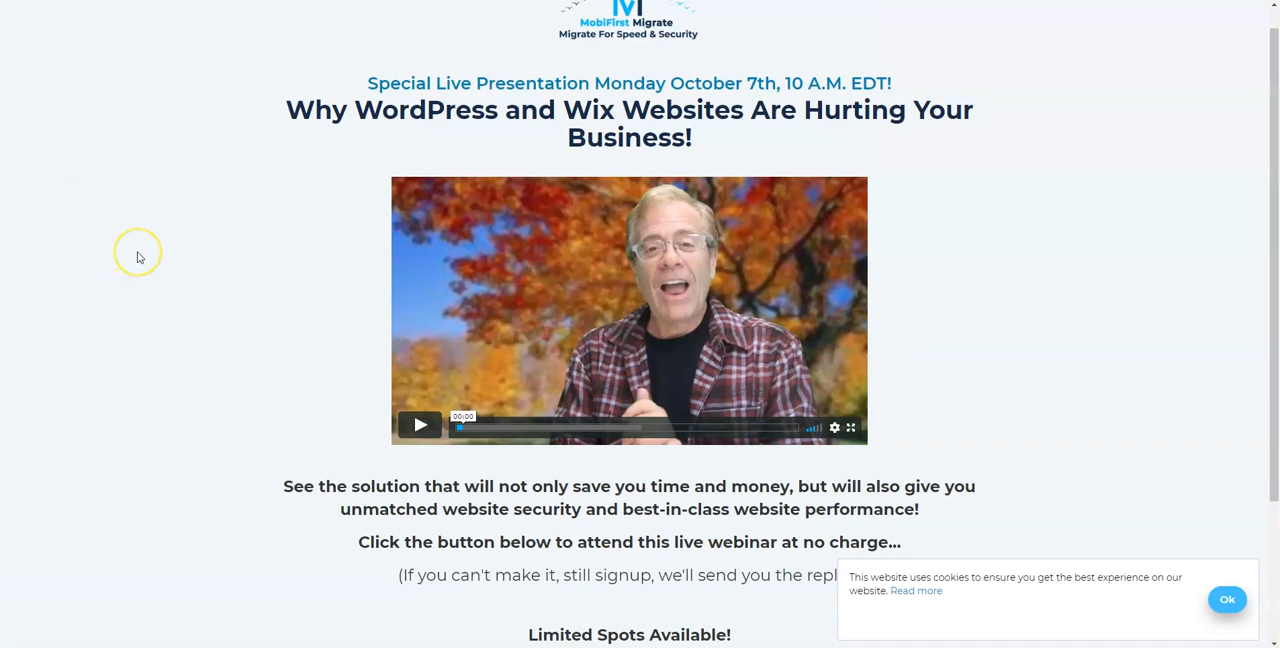 MobiFirst Migrate
Migrate For Speed & Security
Special Live Presentation Monday October 7th, 10 A.M. EDT!
Why WordPress and Wix Websites Are Hurting Your
Business!
00:00
See the solution that will not only save you time and money, but will also give you
unmatched website security and best-in-class website performance!
Click the button below to attend this live webinar at no charge...
(If you can't make it, still signup, we'll send you the
This website uses cookies to ensure you get the best experience on our
website. Read more
Ok
Limited Spots Available!